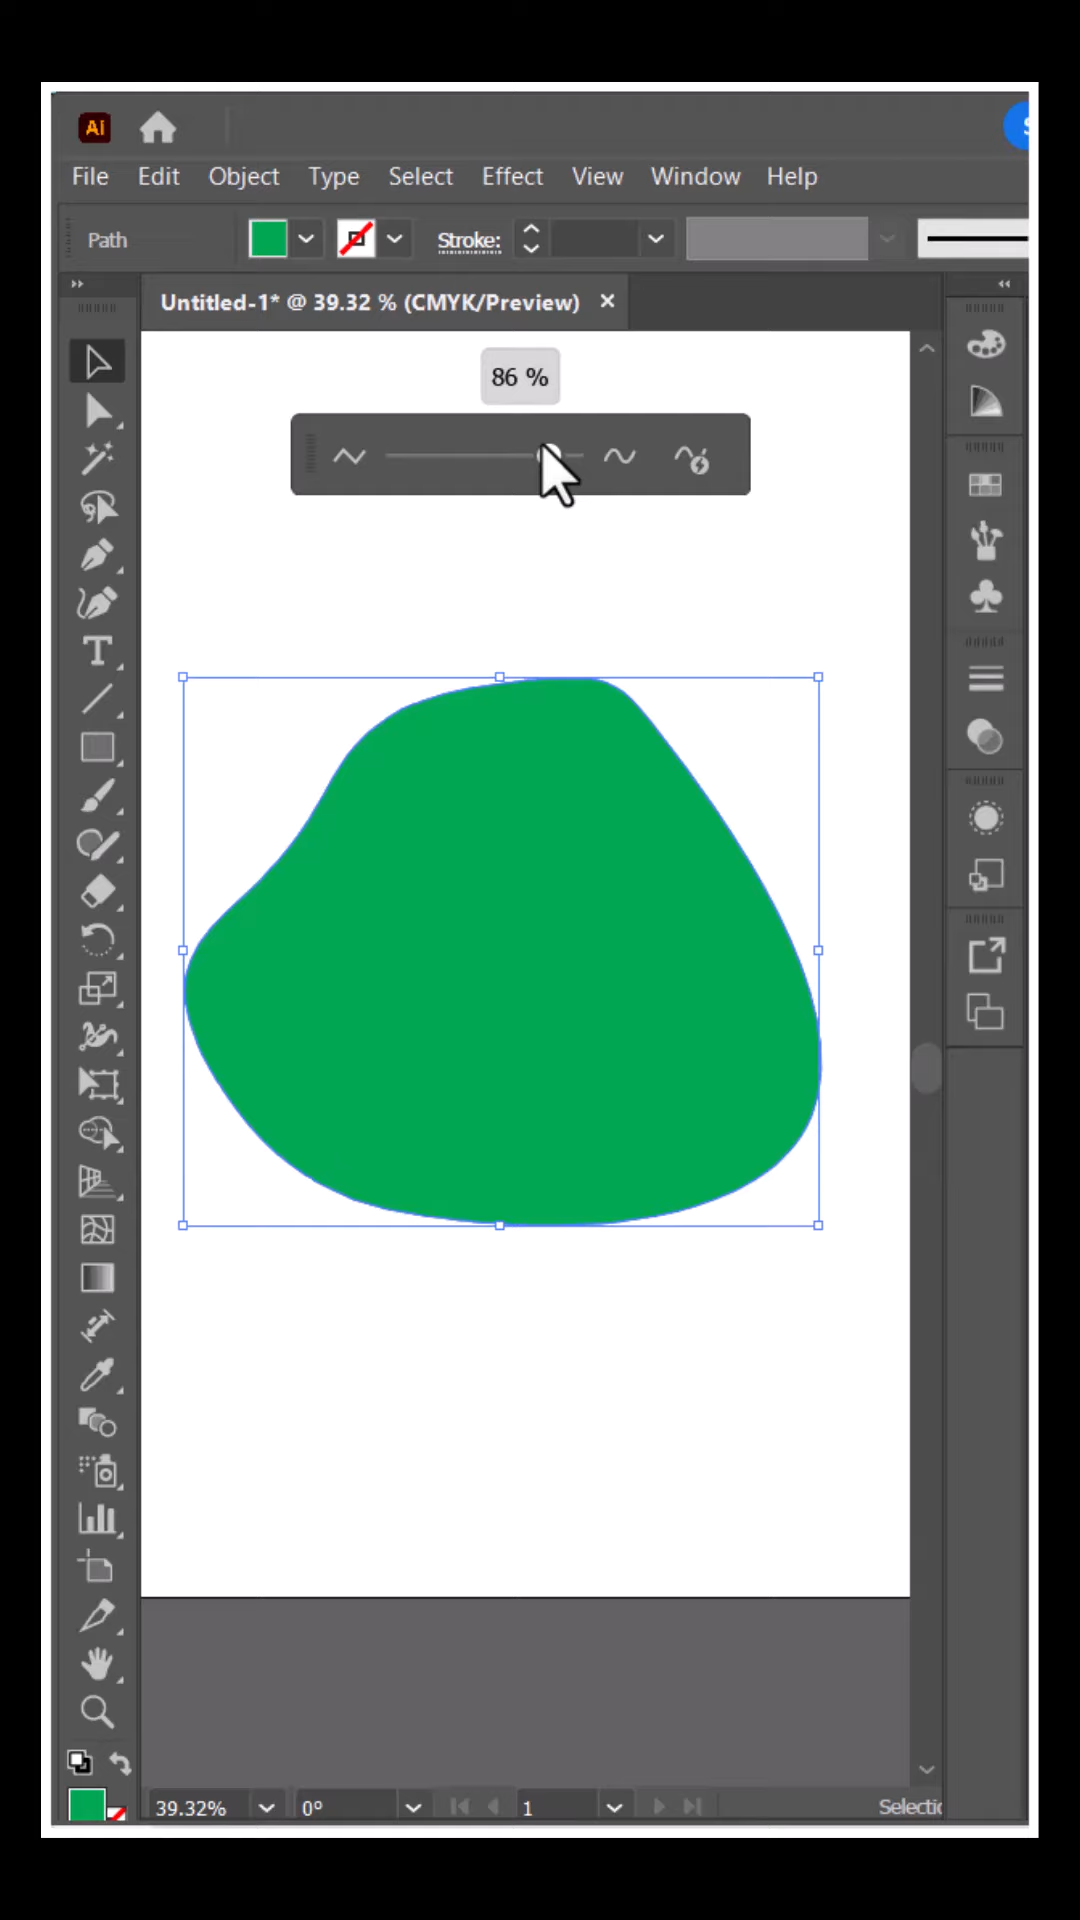 Ai
File Edit Object Type Select Effect View Window Help
Path Stroke:
Untitled-1* @ 39.32 % (CMYK/Preview) ×
86 %
39.32% 0° 1 Selectio